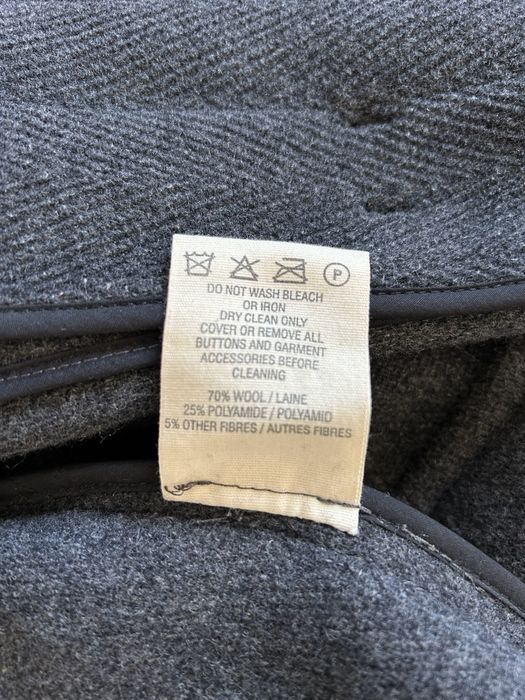 P
DO NOT WASH BLEACH
OR IRON
DRY CLEAN ONLY
COVER OR REMOVE ALL
BUTTONS AND GARMENT
ACCESSORIES BEFORE
CLEANING
70% WOOL / LAINE
25% POLYAMIDE / POLYAMID
5% OTHER FIBRES / AUTRES FIBRES